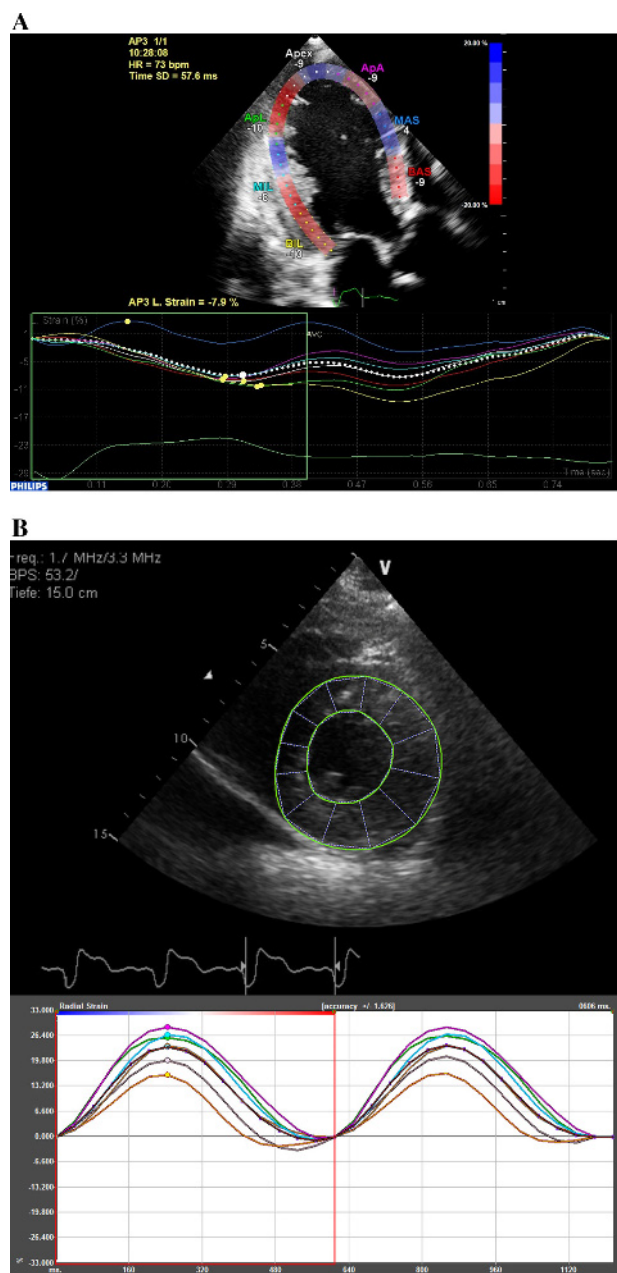 A
AP3 1/1
10:28:08
HR = 73 bpm
Time SD = 57.6 ms
20.00 %
Apex
-9
ApA
-9
ApL
-10
MAS
4
MIL
BAS
-9
BIL
-13
-20.00 %
cm
AP3 L. Strain = -7.9 %
Strain (%)
AVC
-5
-11
-17
-23
Time (sec)
0.11 0.20 0.29 0.38 0.47 0.56 0.65 0.74
PHILIPS
B
Freq.: 1.7 MHz/3.3 MHz
BPS: 53.2/
Tiefe: 15.0 cm
V
5
10
15
33.000 Radial Strain [accuracy +/- 1.626] 0606 ms.
26.400
19.800
13.200
6.600
0.000
-6.600
-13.200
-19.800
-26.400
%
-33.000
ms. 160 320 480 640 800 960 1120